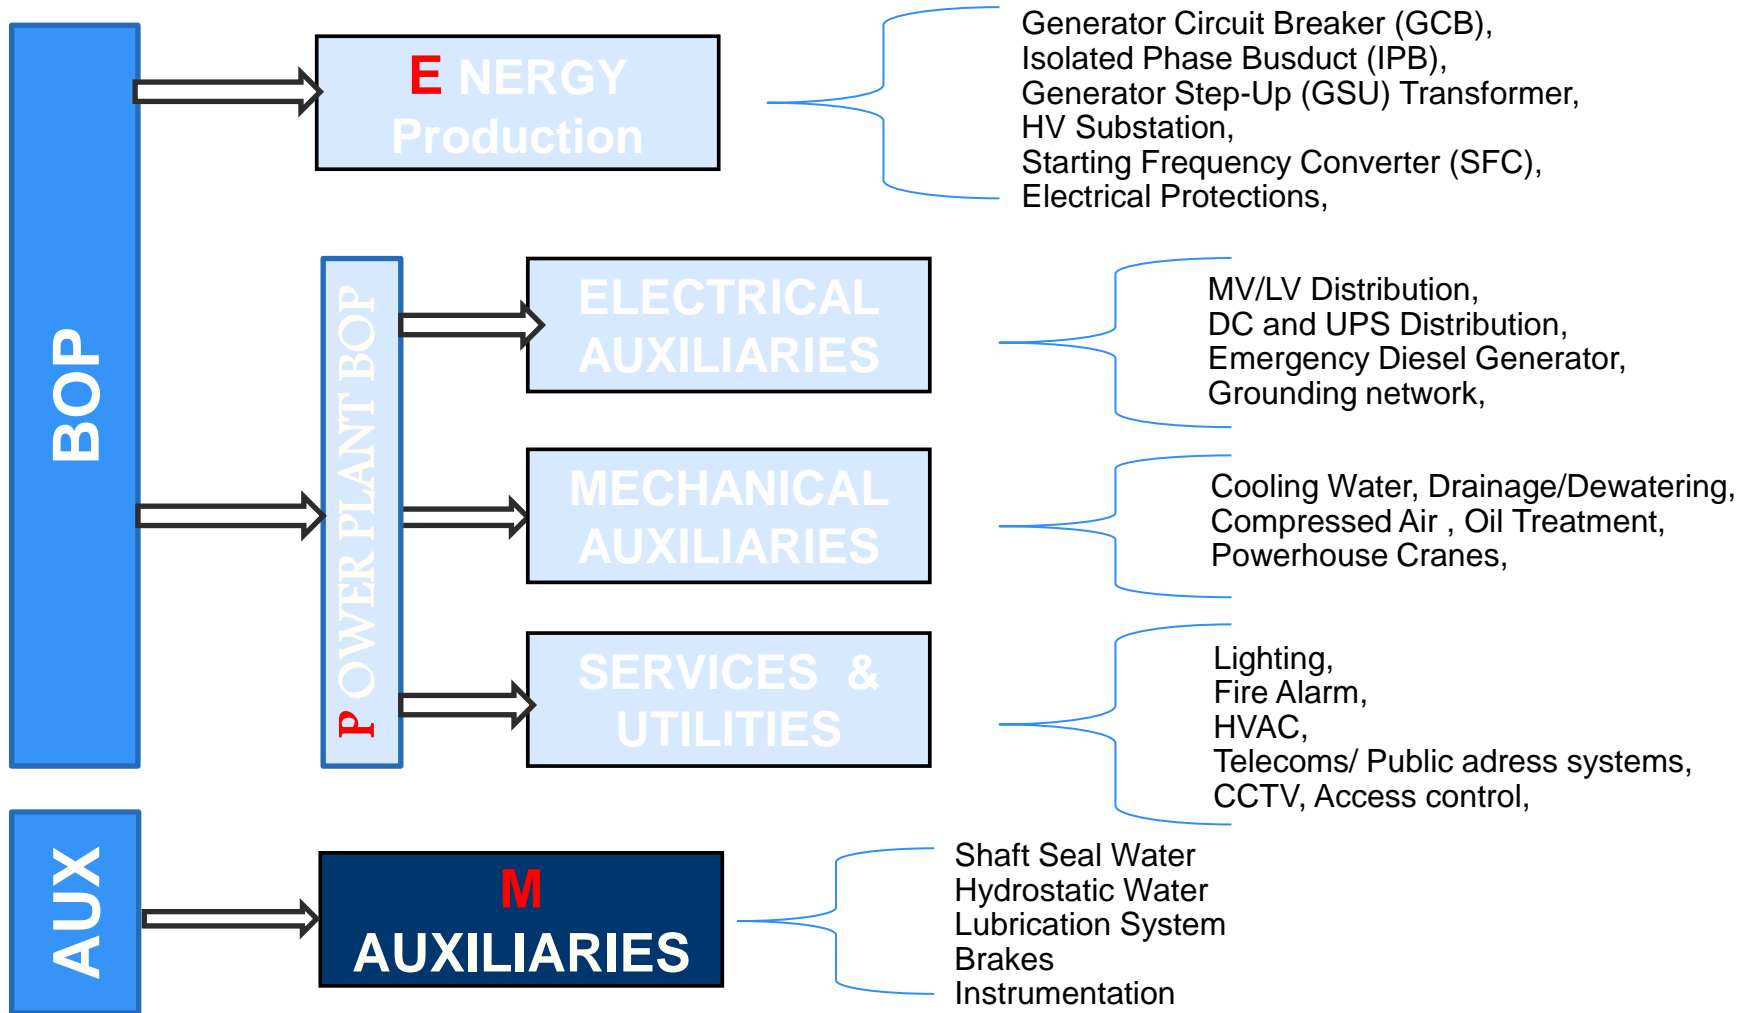 BOP
E NERGY
Production
Generator Circuit Breaker (GCB),
Isolated Phase Busduct (IPB),
Generator Step-Up (GSU) Transformer,
HV Substation,
Starting Frequency Converter (SFC),
Electrical Protections,
P OWER PLANT BOP
ELECTRICAL
AUXILIARIES
MV/LV Distribution,
DC and UPS Distribution,
Emergency Diesel Generator,
Grounding network,
MECHANICAL
AUXILIARIES
Cooling Water, Drainage/Dewatering,
Compressed Air , Oil Treatment,
Powerhouse Cranes,
SERVICES &
UTILITIES
Lighting,
Fire Alarm,
HVAC,
Telecoms/ Public adress systems,
CCTV, Access control,
AUX
M
AUXILIARIES
Shaft Seal Water
Hydrostatic Water
Lubrication System
Brakes
Instrumentation